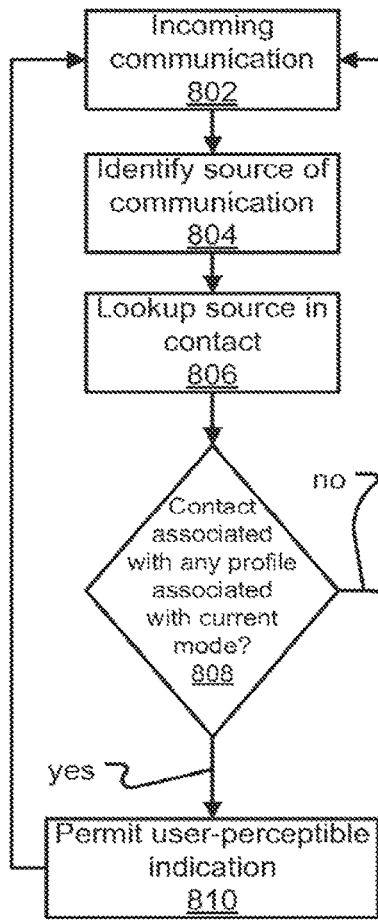 Incoming
communication
802
Identify source of
communication
804
Lookup source in
contact
806
Contact
associated
with any profile
associated
with current
mode?
808
no
yes
Permit user-perceptible
indication
810